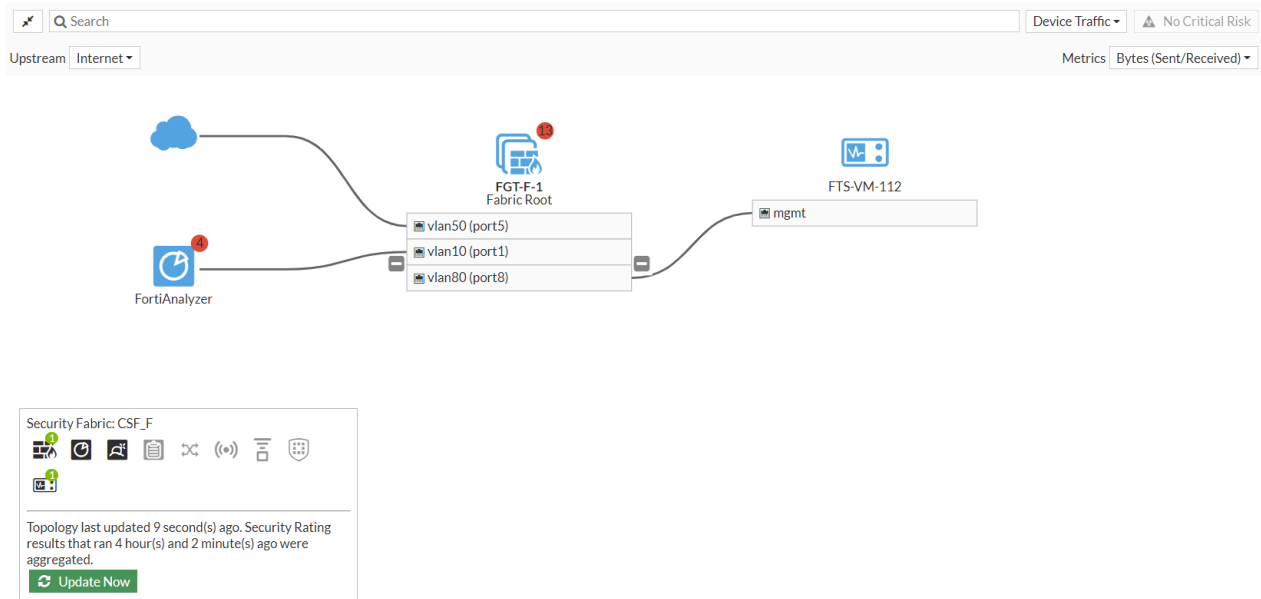 Search
Device Traffic
No Critical Risk
Upstream
Internet
Metrics
Bytes (Sent/Received)
13
FGT-F-1
Fabric Root
FTS-VM-112
vlan50 (port5)
mgmt
4
vlan10 (port1)
vlan80 (port8)
FortiAnalyzer
Security Fabric: CSF_F
1
1
Topology last updated 9 second(s) ago. Security Rating
results that ran 4 hour(s) and 2 minute(s) ago were
aggregated.
Update Now